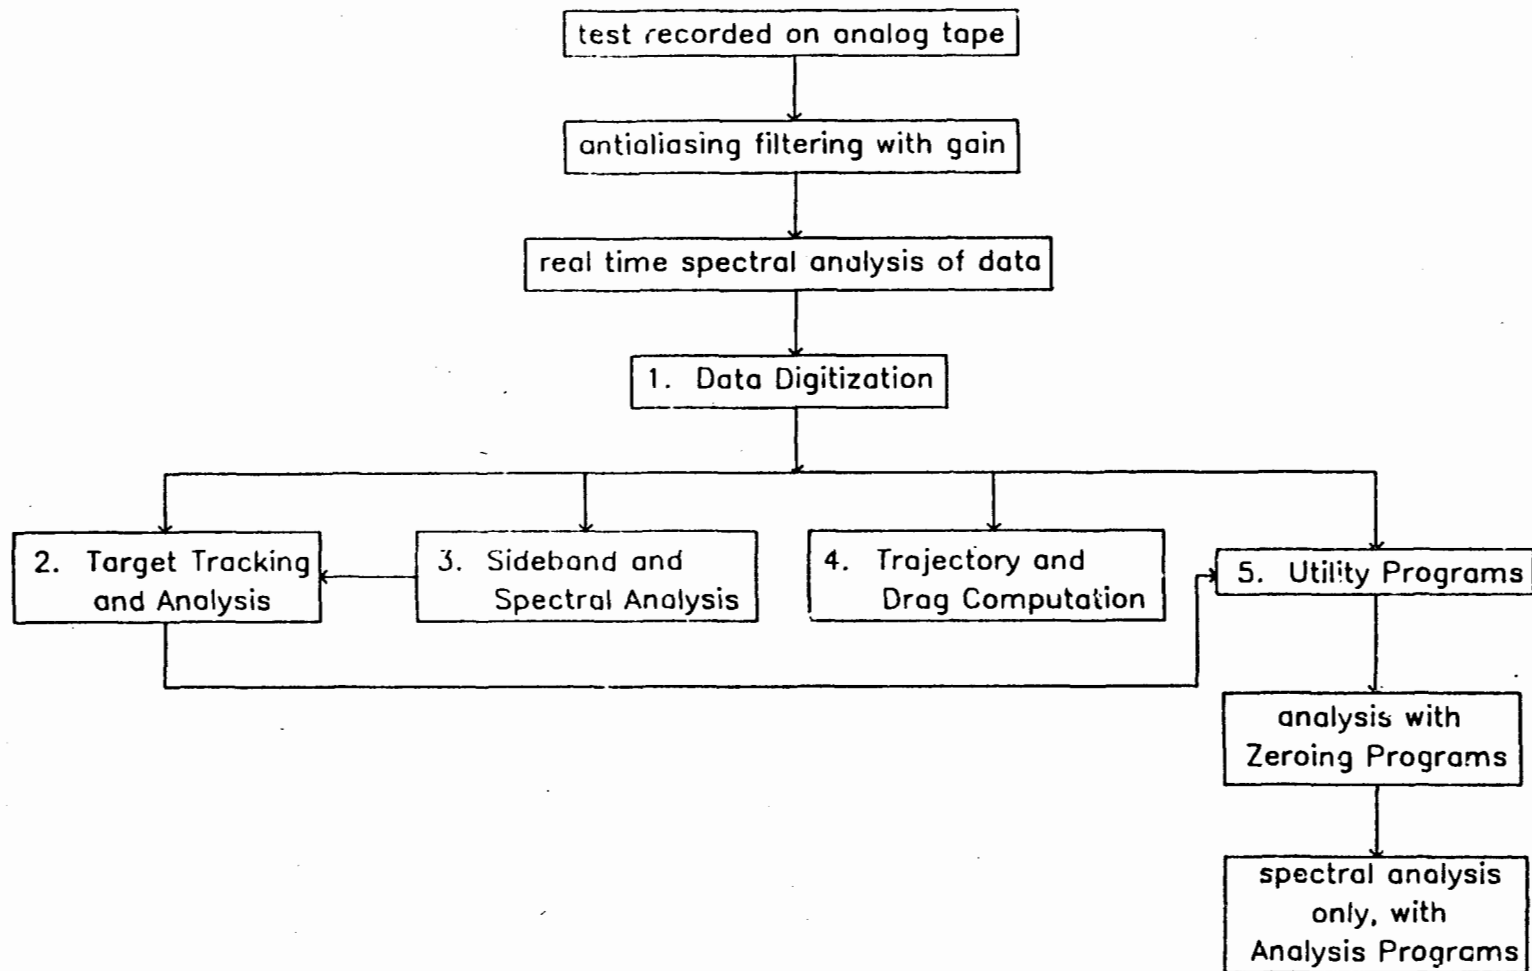 test recorded on analog tape
antialiasing filtering with gain
real time spectral analysis of data
1. Data Digitization
2. Target Tracking
and Analysis
3. Sideband and
Spectral Analysis
4. Trajectory and
Drag Computation
5. Utility Programs
analysis with
Zeroing Programs
spectral analysis
only, with
Analysis Programs